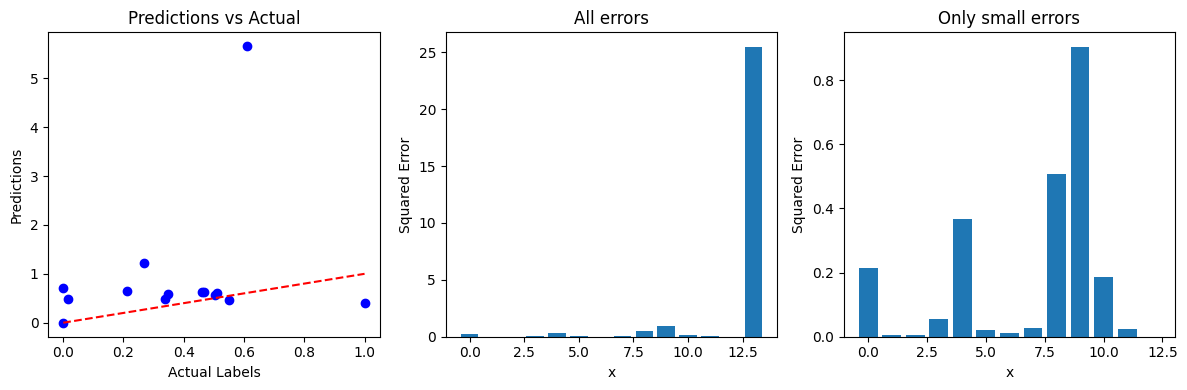 Predictions vs Actual
Predictions
5
4
3
2
1
0
0.0 0.2 0.4 0.6 0.8 1.0
Actual Labels
All errors
Squared Error
25
20
15
10
5
0
0.0 2.5 5.0 7.5 10.0 12.5
x
Only small errors
Squared Error
0.8
0.6
0.4
0.2
0.0
0.0 2.5 5.0 7.5 10.0 12.5
x